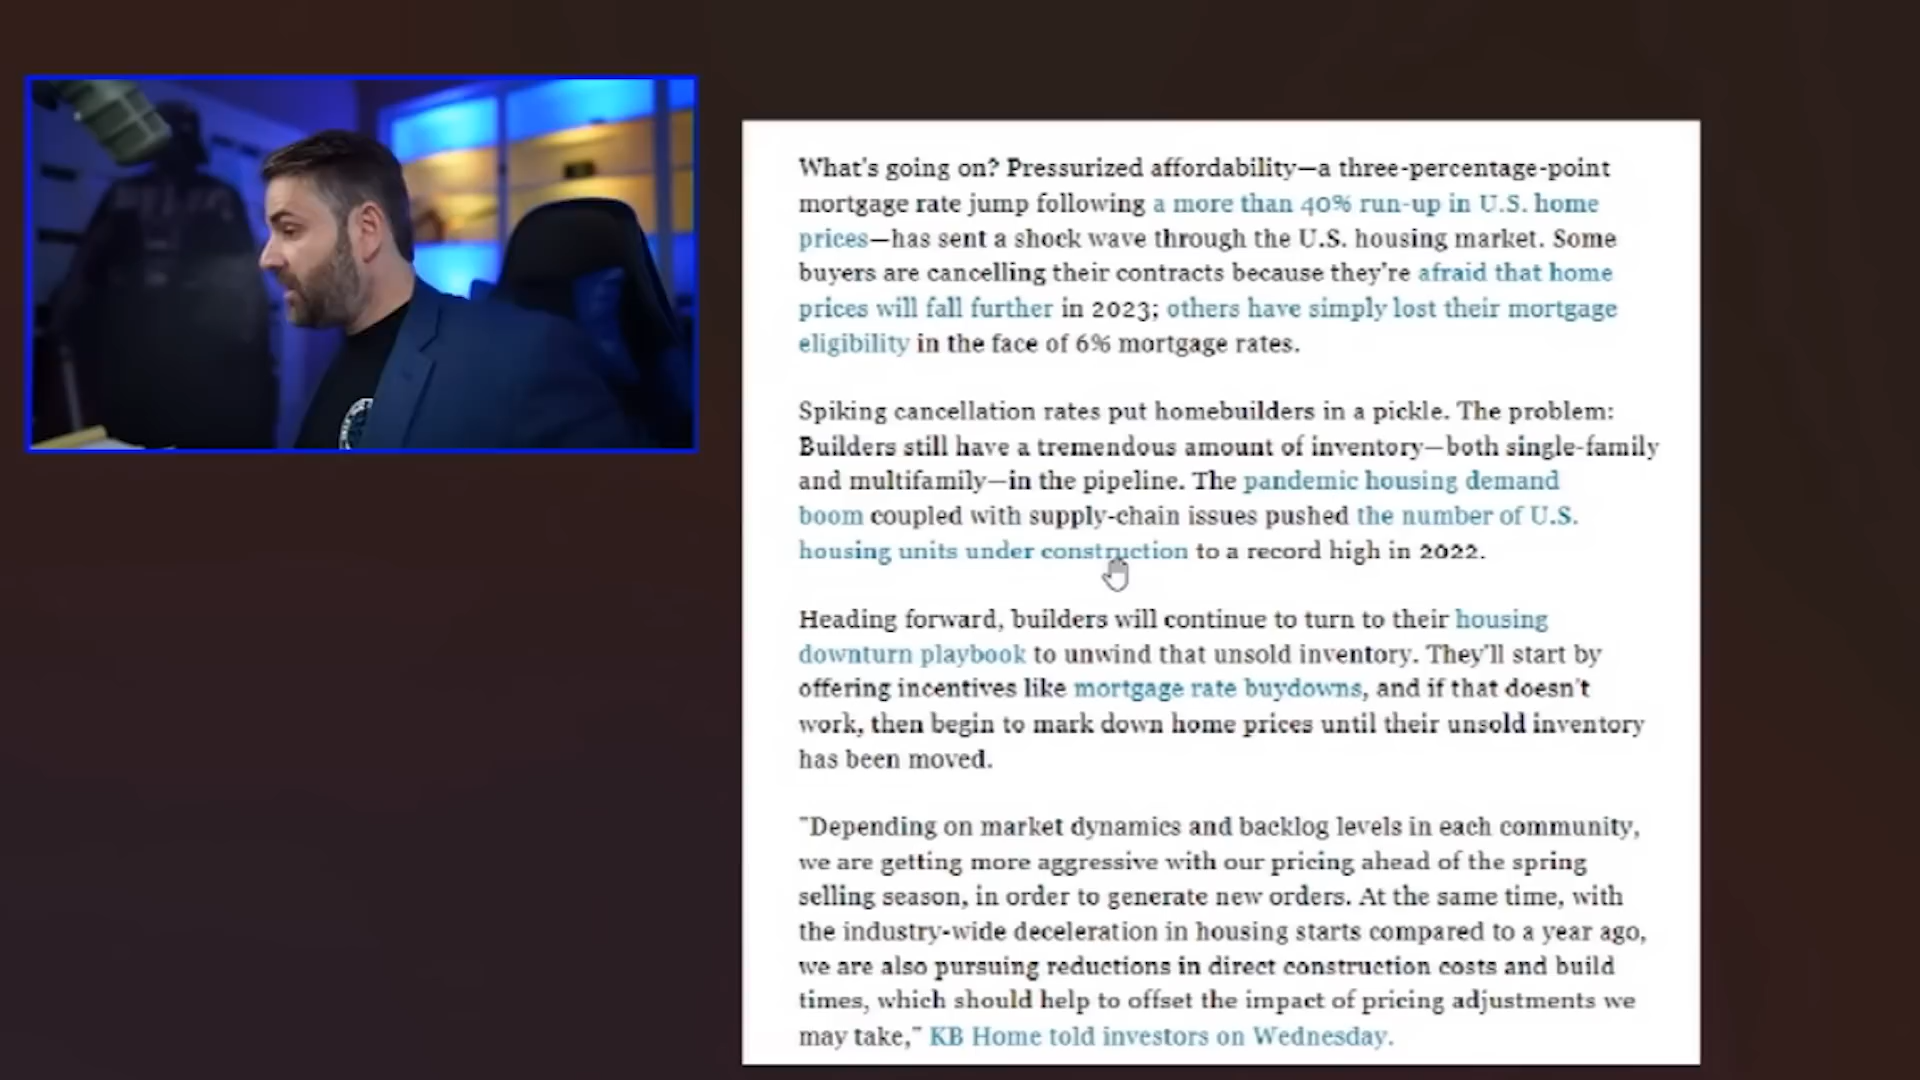 What's going on? Pressurized affordability—a three-percentage-point
mortgage rate jump following a more than 40% run-up in U.S. home
prices—has sent a shock wave through the U.S. housing market. Some
buyers are cancelling their contracts because they're afraid that home
prices will fall further in 2023; others have simply lost their mortgage
eligibility in the face of 6% mortgage rates.
Spiking cancellation rates put homebuilders in a pickle. The problem:
Builders still have a tremendous amount of inventory—both single-family
and multifamily—in the pipeline. The pandemic housing demand
boom coupled with supply-chain issues pushed the number of U.S.
housing units under construction to a record high in 2022.
Heading forward, builders will continue to turn to their housing
downturn playbook to unwind that unsold inventory. They'll start by
offering incentives like mortgage rate buydowns, and if that doesn't
work, then begin to mark down home prices until their unsold inventory
has been moved.
"Depending on market dynamics and backlog levels in each community,
we are getting more aggressive with our pricing ahead of the spring
selling season, in order to generate new orders. At the same time, with
the industry-wide deceleration in housing starts compared to a year ago,
we are also pursuing reductions in direct construction costs and build
times, which should help to offset the impact of pricing adjustments we
may take," KB Home told investors on Wednesday.